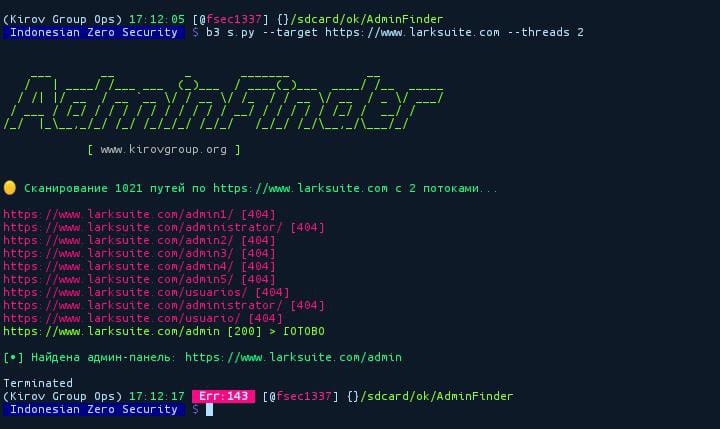 (Kirov Group Ops) 17:12:05 [@fsec1337] {}/sdcard/ok/AdminFinder
Indonesian Zero Security $ b3 s.py --target https://www.larksuite.com --threads 2
AdminFinder
[ www.kirovgroup.org ]
Сканирование 1021 путей по https://www.larksuite.com с 2 потоками...
https://www.larksuite.com/admin1/ [404]
https://www.larksuite.com/administrator/ [404]
https://www.larksuite.com/admin2/ [404]
https://www.larksuite.com/admin3/ [404]
https://www.larksuite.com/admin4/ [404]
https://www.larksuite.com/admin5/ [404]
https://www.larksuite.com/usuarios/ [404]
https://www.larksuite.com/administrator/ [404]
https://www.larksuite.com/usuario/ [404]
https://www.larksuite.com/admin [200] > ГОТОВО
[•] Найдена админ-панель: https://www.larksuite.com/admin
Terminated
(Kirov Group Ops) 17:12:17 Err:143 [@fsec1337] {}/sdcard/ok/AdminFinder
Indonesian Zero Security $